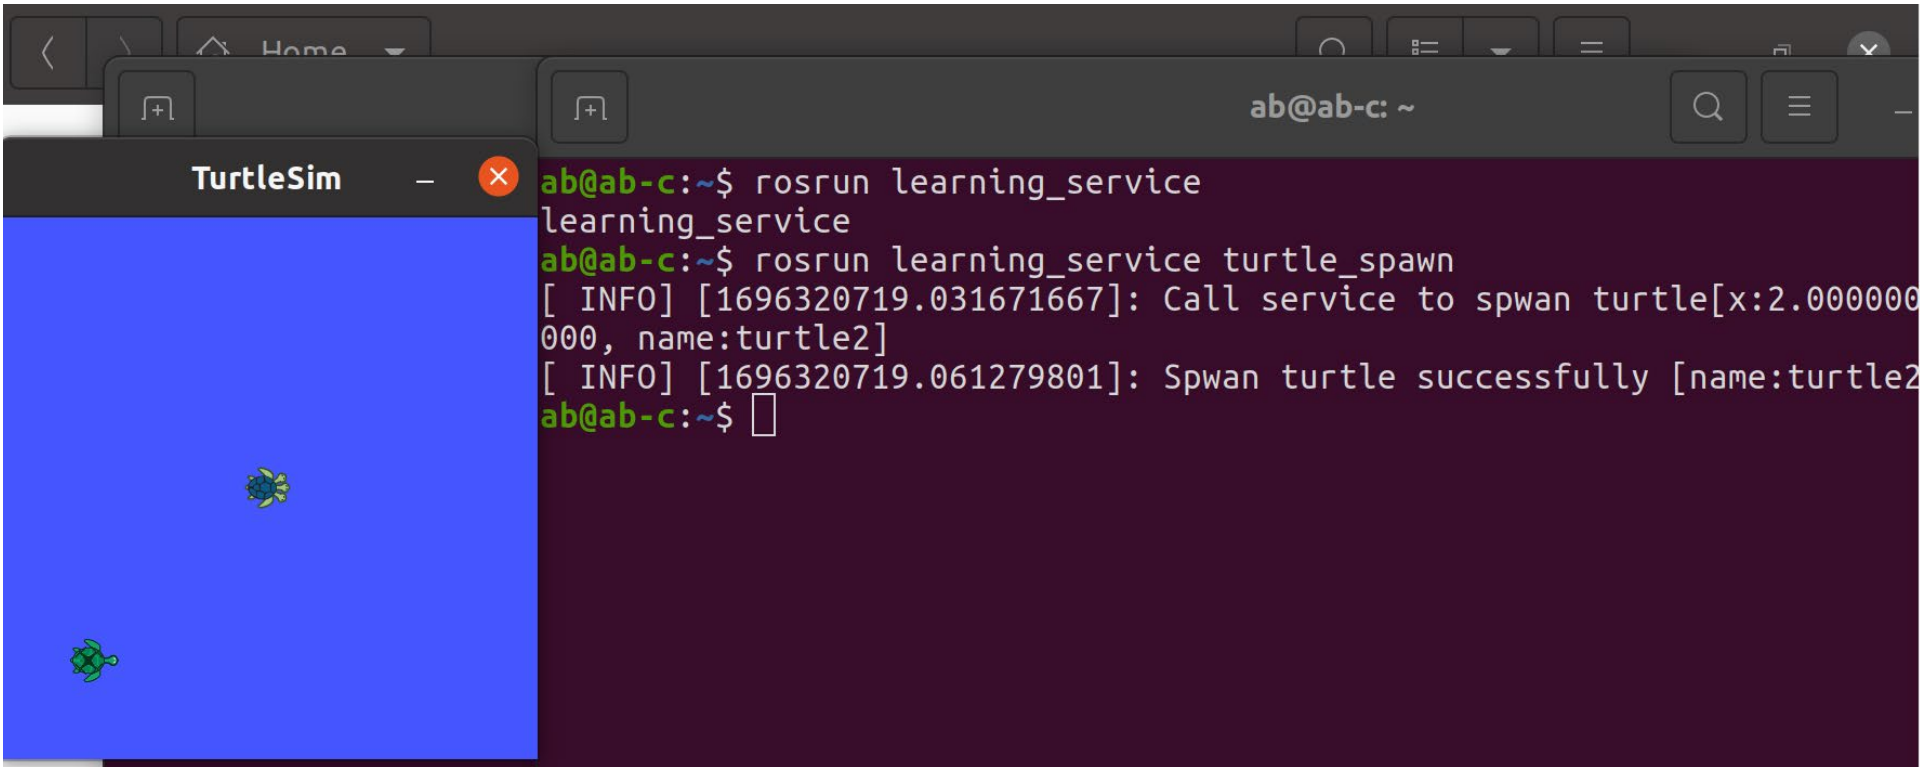 Home
ab@ab-c: ~
TurtleSim
ab@ab-c:~$ rosrun learning_service
learning_service
ab@ab-c:~$ rosrun learning_service turtle_spawn
[ INFO] [1696320719.031671667]: Call service to spwan turtle[x:2.000000
000, name:turtle2]
[ INFO] [1696320719.061279801]: Spwan turtle successfully [name:turtle2
ab@ab-c:~$